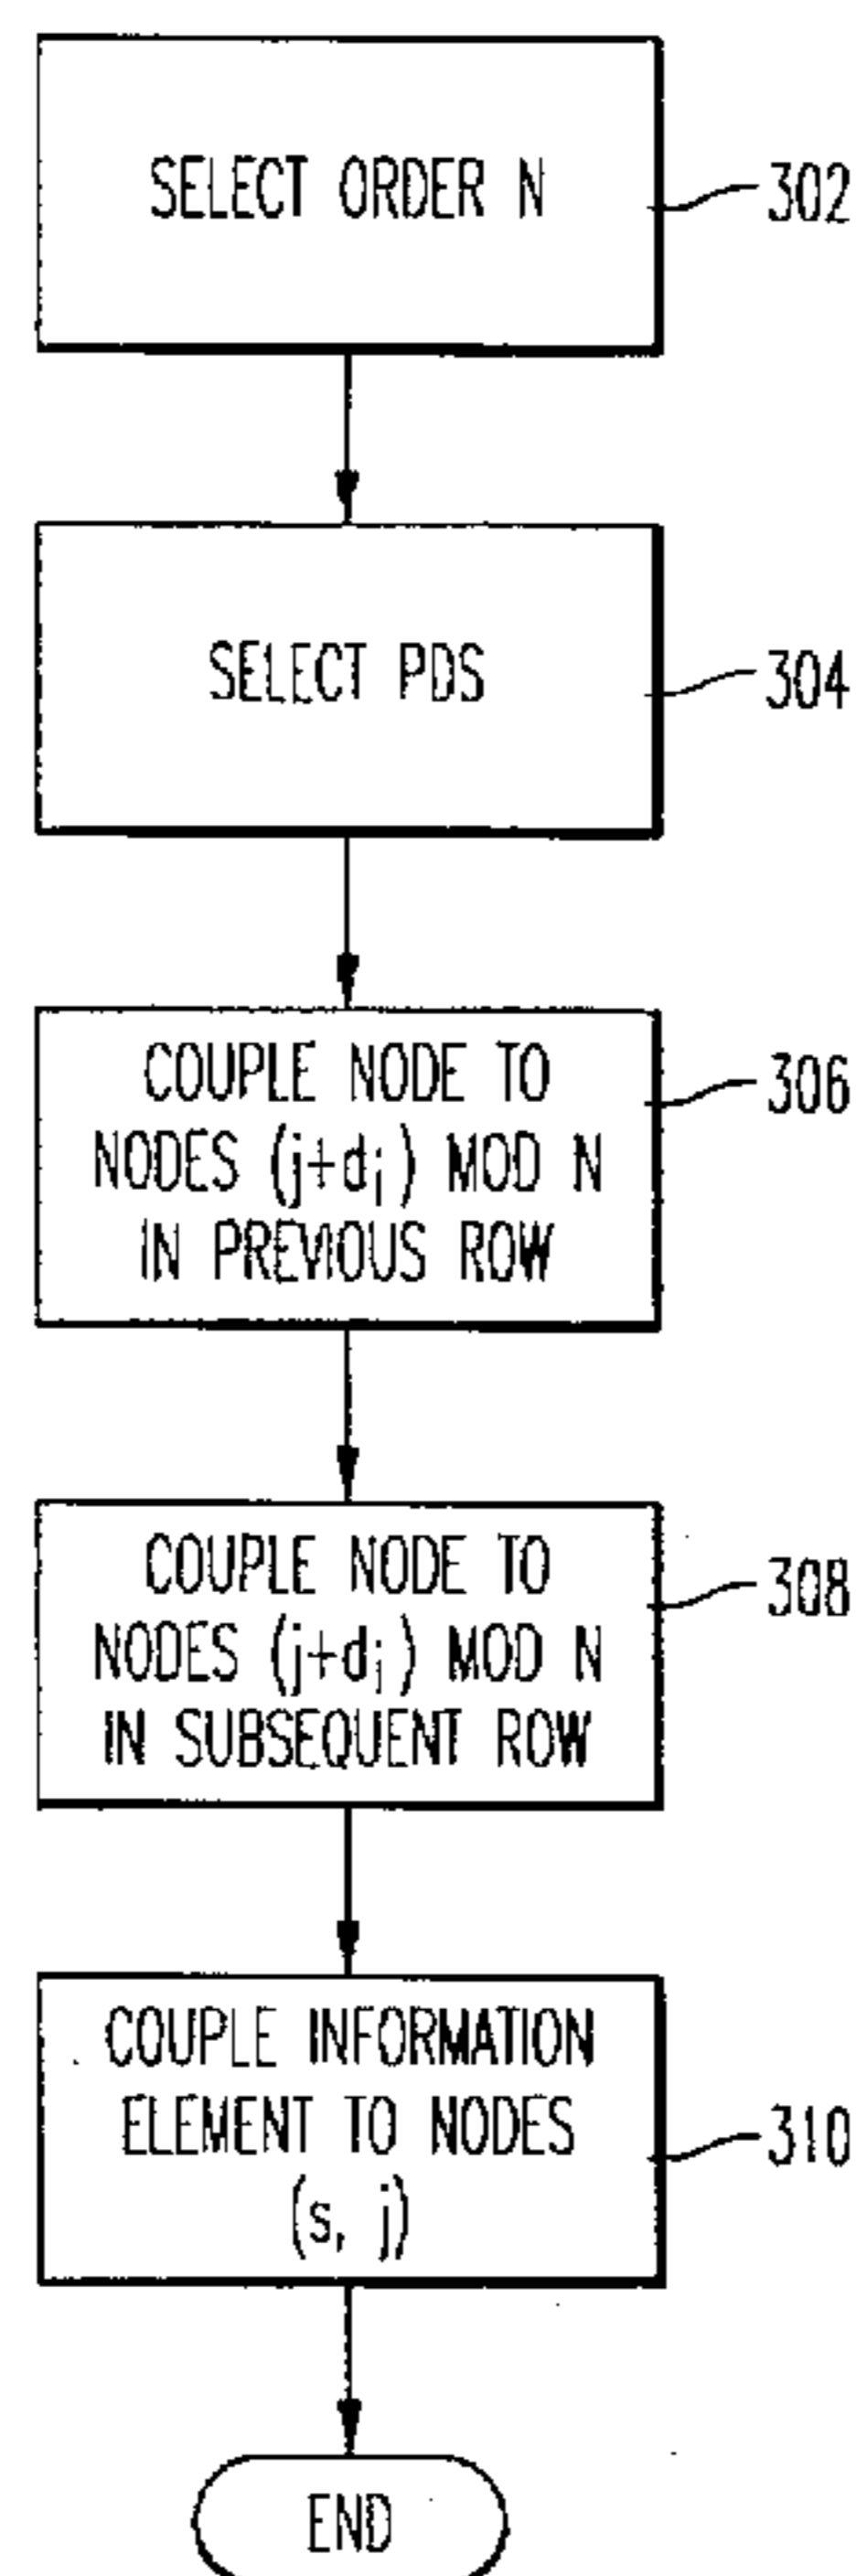 SELECT ORDER N
302
SELECT PDS
304
COUPLE NODE TO
NODES (j+di) MOD N
IN PREVIOUS ROW
306
COUPLE NODE TO
NODES (j+di) MOD N
IN SUBSEQUENT ROW
308
COUPLE INFORMATION
ELEMENT TO NODES
(s, j)
310
END